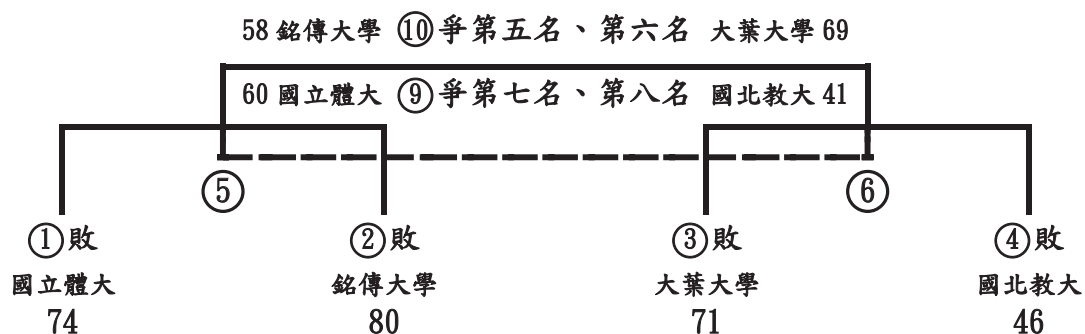 58 銘傳大學 ⑩爭第五名、第六名 大葉大學 69
60 國立體大 ⑨爭第七名、第八名 國北教大 41
⑤ ⑥
①敗 ②敗 ③敗 ④敗
國立體大 銘傳大學 大葉大學 國北教大
74 80 71 46